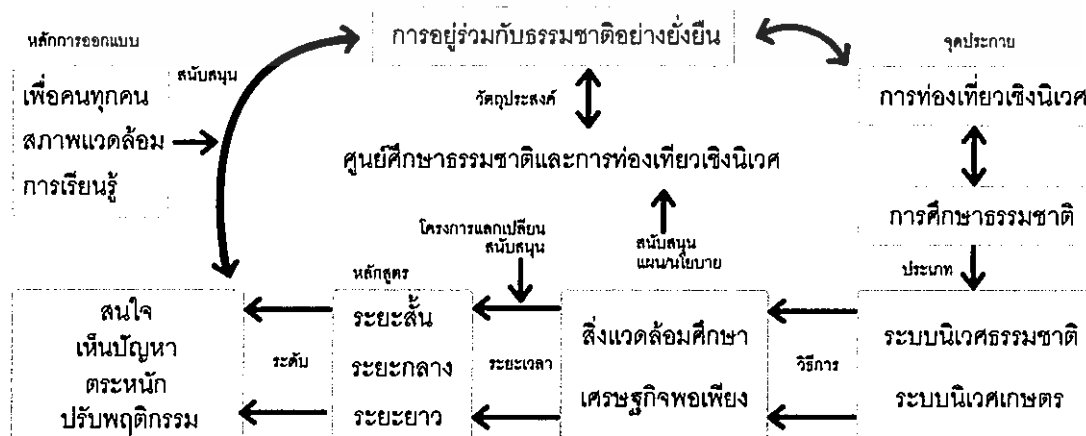 การอยู่ร่วมกับธรรมชาติอย่างยั่งยืน
หลักการออกแบบ
จุดประกาย
สนับสนุน
เพื่อคนทุกคน
สภาพแวดล้อม
การเรียนรู้
วัตถุประสงค์
การท่องเที่ยวเชิงนิเวศ
ศูนย์ศึกษาธรรมชาติและการท่องเที่ยวเชิงนิเวศ
การศึกษาธรรมชาติ
โครงการแลกเปลี่ยน
สนับสนุน
สนับสนุน
แผน/นโยบาย
ประเภท
หลักสูตร
สนใจ
เห็นปัญหา
ตระหนัก
ปรับพฤติกรรม
ระดับ
ระยะสั้น
ระยะกลาง
ระยะยาว
ระยะเวลา
สิ่งแวดล้อมศึกษา
เศรษฐกิจพอเพียง
วิธีการ
ระบบนิเวศธรรมชาติ
ระบบนิเวศเกษตร